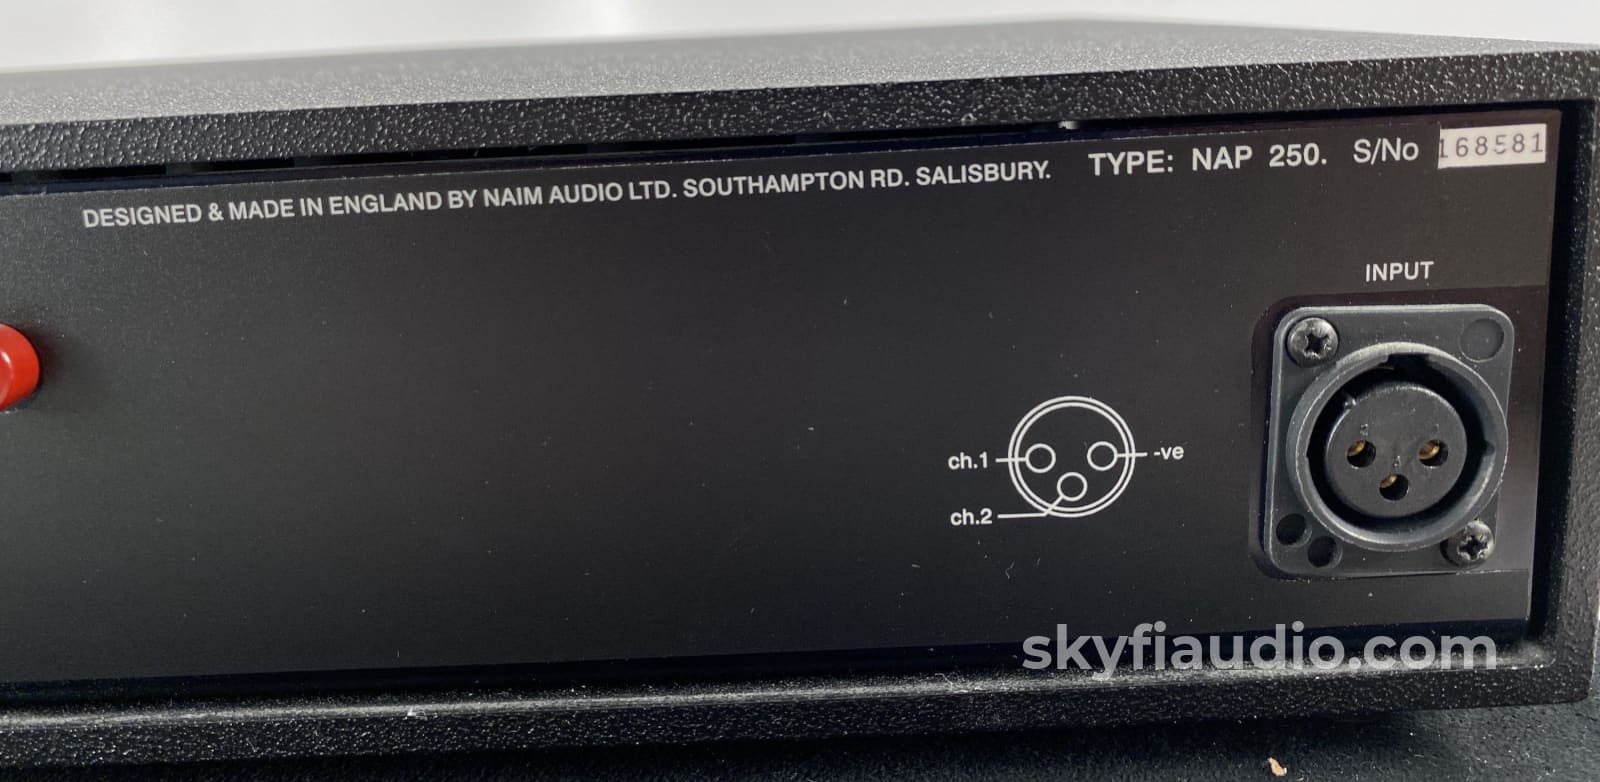 DESIGNED & MADE IN ENGLAND BY NAIM AUDIO LTD. SOUTHAMPTON RD. SALISBURY. TYPE: NAP 250. S/No 168581
INPUT
ch.1 -ve
ch.2
skyfiaudio.com